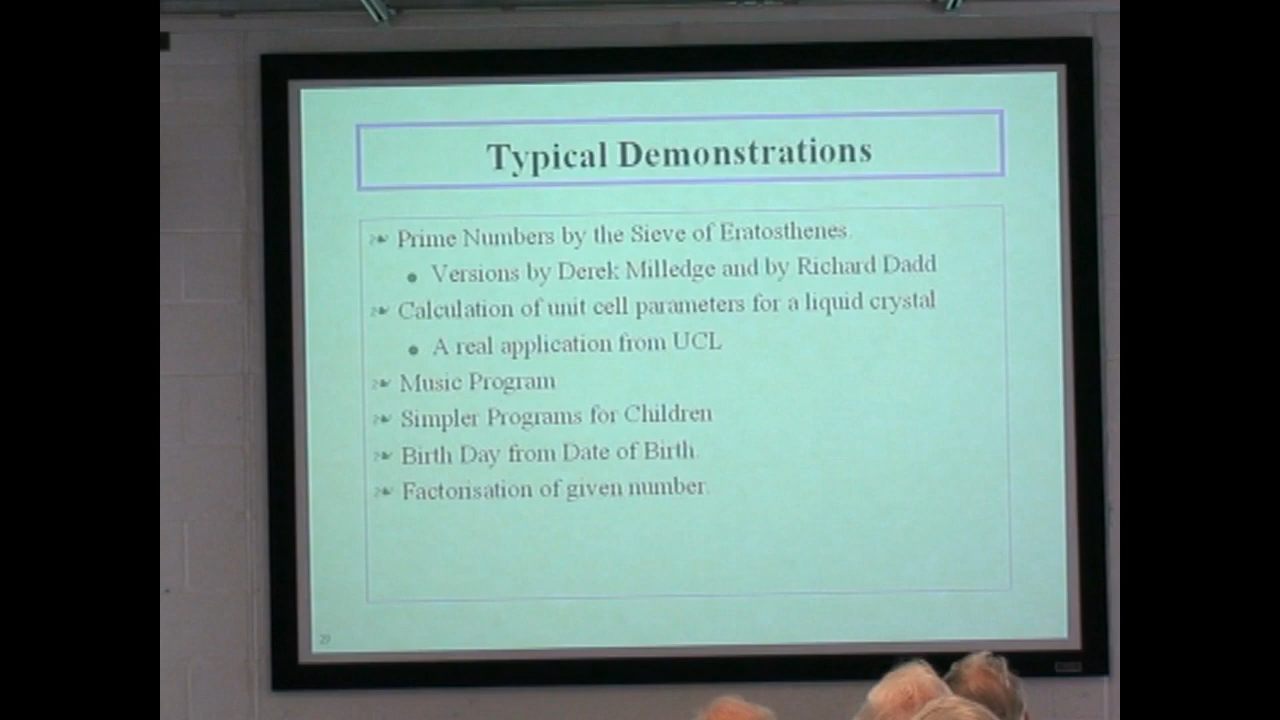 Typical Demonstrations
Prime Numbers by the Sieve of Eratosthenes.
Versions by Derek Milledge and by Richard Dadd
Calculation of unit cell parameters for a liquid crystal
A real application from UCL
Music Program
Simpler Programs for Children
Birth Day from Date of Birth.
Factorisation of given number.
29